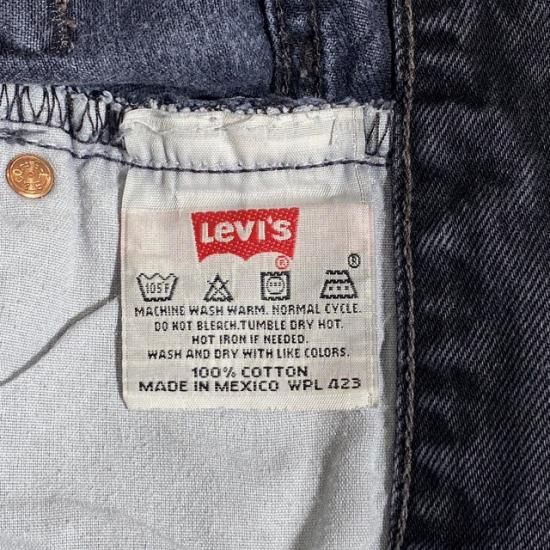 Levi's
®
®
105F
MACHINE WASH WARM. NORMAL CYCLE.
DO NOT BLEACH. TUMBLE DRY HOT.
HOT IRON IF NEEDED.
WASH AND DRY WITH LIKE COLORS.
100% COTTON
MADE IN MEXICO WPL 423